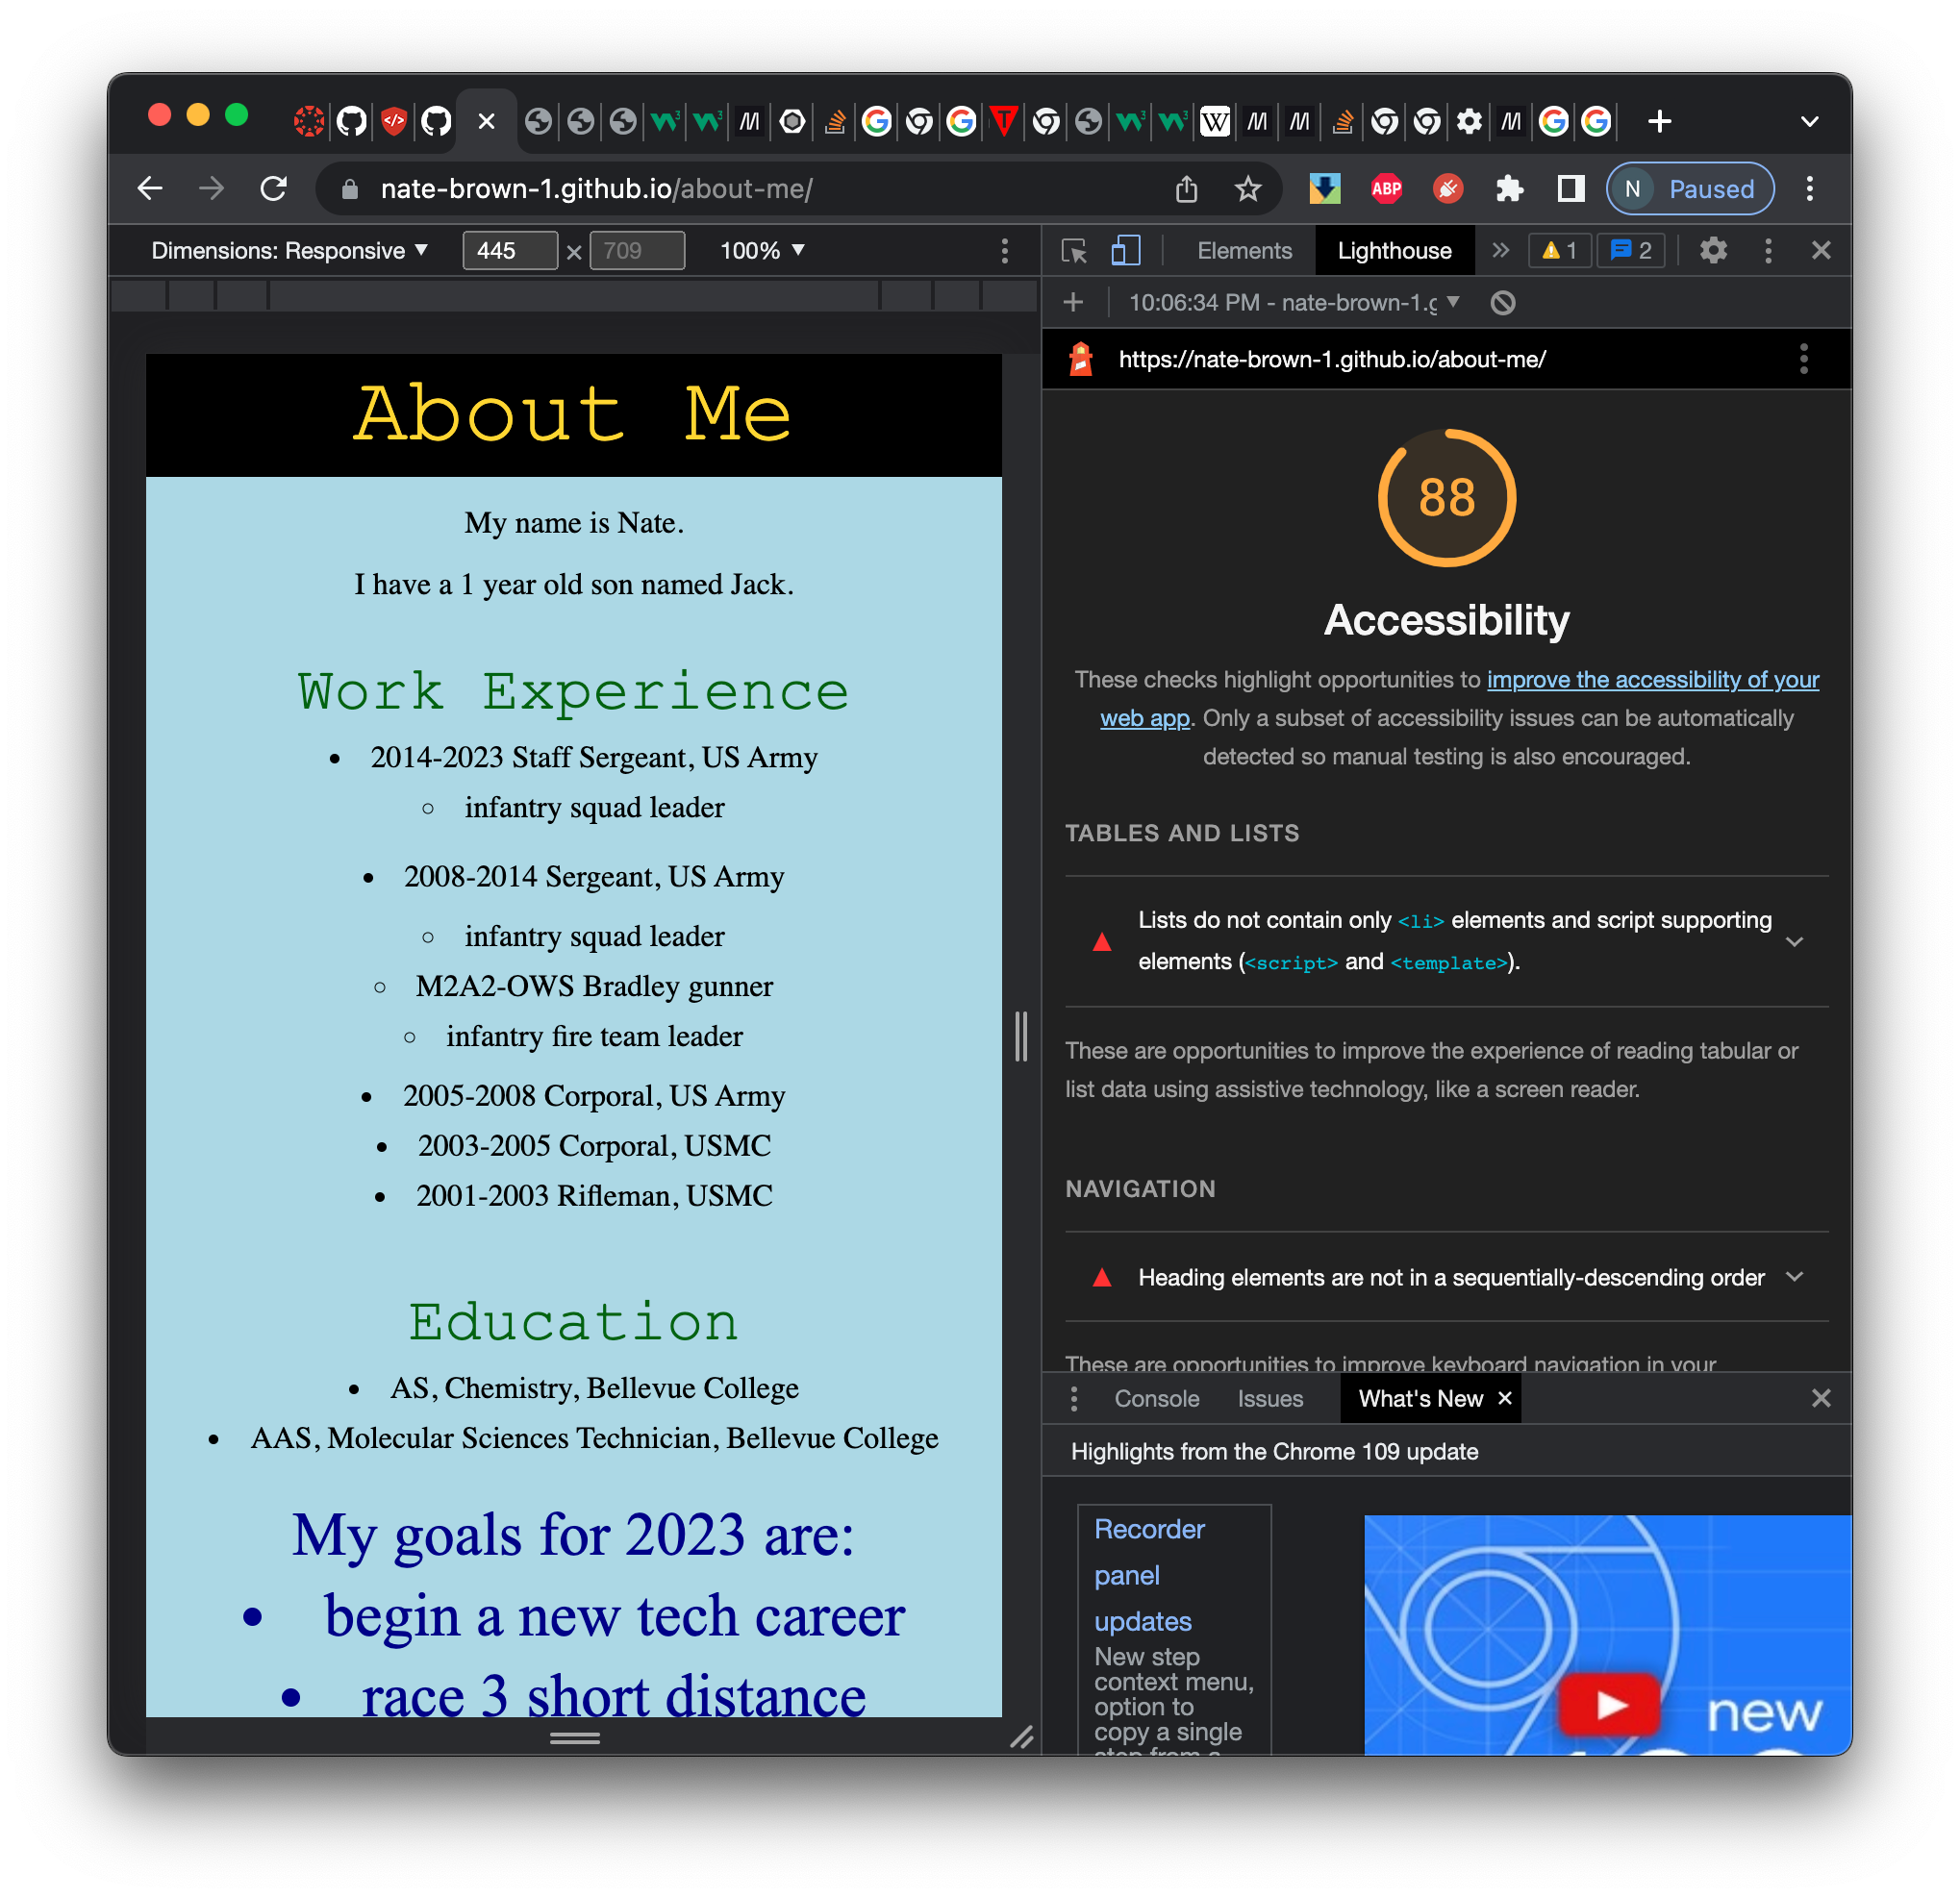 nate-brown-1.github.io/about-me/
ABP
N Paused
Dimensions: Responsive ▼ 445 × 709 100% ▼
Elements Lighthouse » 1 2
10:06:34 PM - nate-brown-1.g
https://nate-brown-1.github.io/about-me/
About Me
My name is Nate.
I have a 1 year old son named Jack.
Work Experience
• 2014-2023 Staff Sergeant, US Army
◦ infantry squad leader
• 2008-2014 Sergeant, US Army
◦ infantry squad leader
◦ M2A2-OWS Bradley gunner
◦ infantry fire team leader
• 2005-2008 Corporal, US Army
• 2003-2005 Corporal, USMC
• 2001-2003 Rifleman, USMC
Education
• AS, Chemistry, Bellevue College
• AAS, Molecular Sciences Technician, Bellevue College
My goals for 2023 are:
• begin a new tech career
• race 3 short distance
88
Accessibility
These checks highlight opportunities to improve the accessibility of your
web app. Only a subset of accessibility issues can be automatically
detected so manual testing is also encouraged.
TABLES AND LISTS
Lists do not contain only <li> elements and script supporting
elements (<script> and <template>).
These are opportunities to improve the experience of reading tabular or
list data using assistive technology, like a screen reader.
NAVIGATION
Heading elements are not in a sequentially-descending order
These are opportunities to improve keyboard navigation in your
Console Issues What's New ×
Highlights from the Chrome 109 update
Recorder
panel
updates
New step
context menu,
option to
copy a single
step from a
new